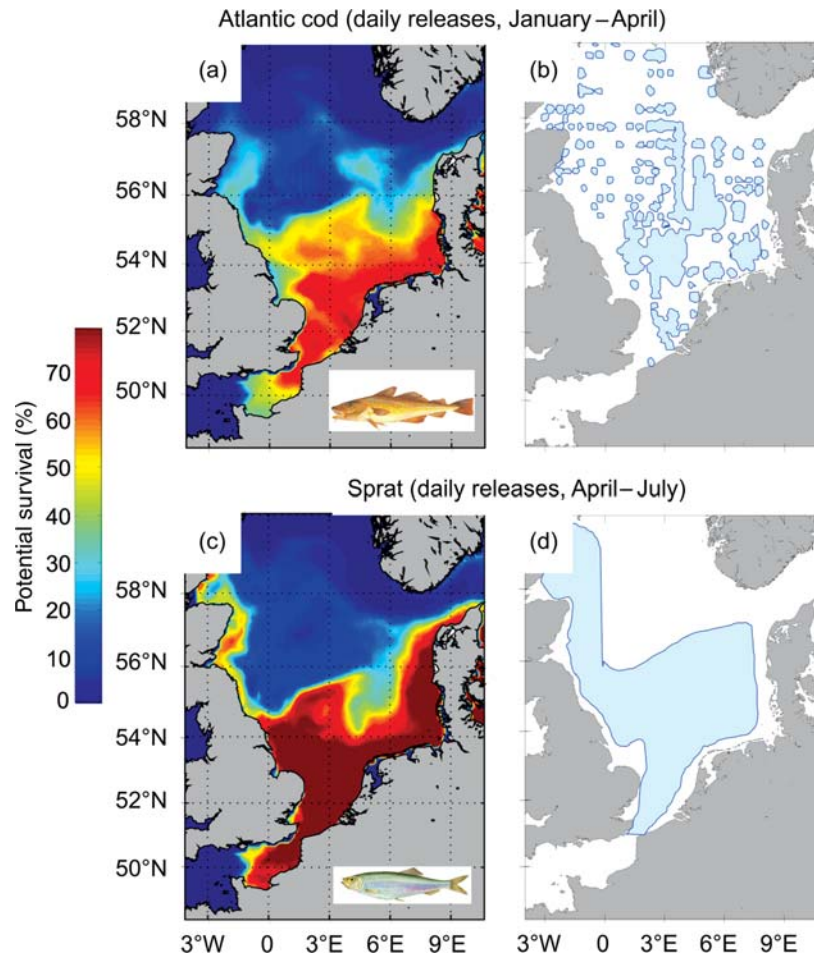 Atlantic cod (daily releases, January–April)
(a)
(b)
58°N
56°N
54°N
52°N
50°N
Potential survival (%)
70
60
50
40
30
20
10
0
Sprat (daily releases, April–July)
(c)
(d)
58°N
56°N
54°N
52°N
50°N
3°W 0 3°E 6°E 9°E 3°W 0 3°E 6°E 9°E